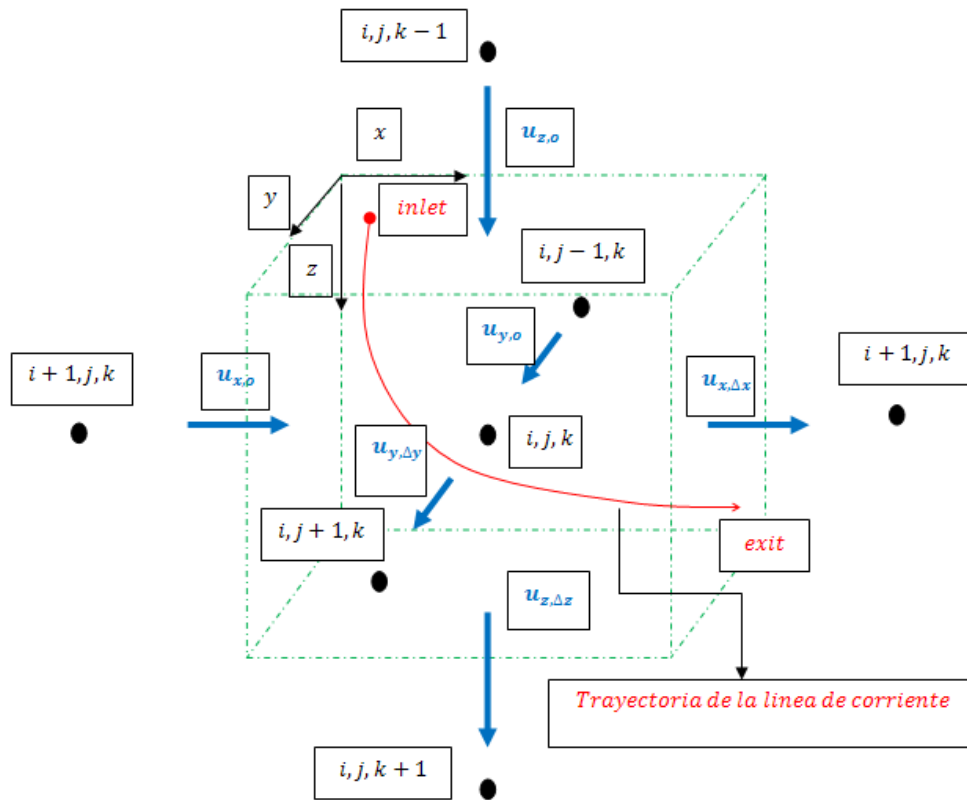 i, j, k − 1
x
u_{z,o}
y
inlet
z
i, j − 1, k
u_{y,o}
i + 1, j, k
u_{x,o}
u_{x,Δx}
i + 1, j, k
u_{y,Δy}
i, j, k
i, j + 1, k
exit
u_{z,Δz}
Trayectoria de la linea de corriente
i, j, k + 1